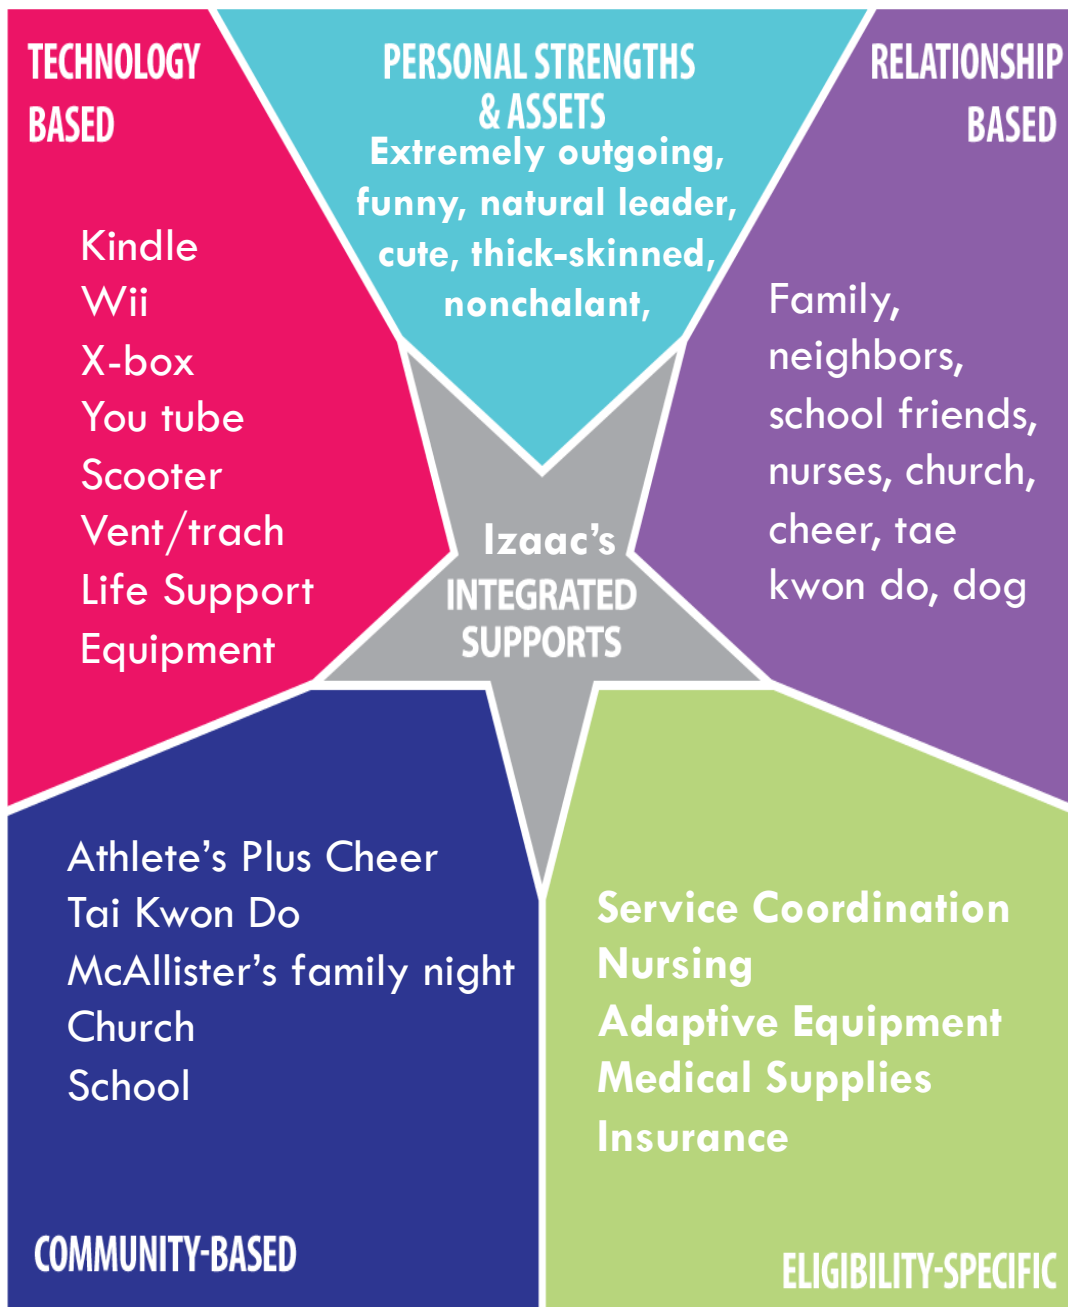 TECHNOLOGY
BASED
Kindle
Wii
X-box
You tube
Scooter
Vent/trach
Life Support
Equipment
PERSONAL STRENGTHS
& ASSETS
Extremely outgoing,
funny, natural leader,
cute, thick-skinned,
nonchalant,
RELATIONSHIP
BASED
Family,
neighbors,
school friends,
nurses, church,
cheer, tae
kwon do, dog
Izaac’s
INTEGRATED
SUPPORTS
Athlete’s Plus Cheer
Tai Kwon Do
McAllister’s family night
Church
School
COMMUNITY-BASED
Service Coordination
Nursing
Adaptive Equipment
Medical Supplies
Insurance
ELIGIBILITY-SPECIFIC